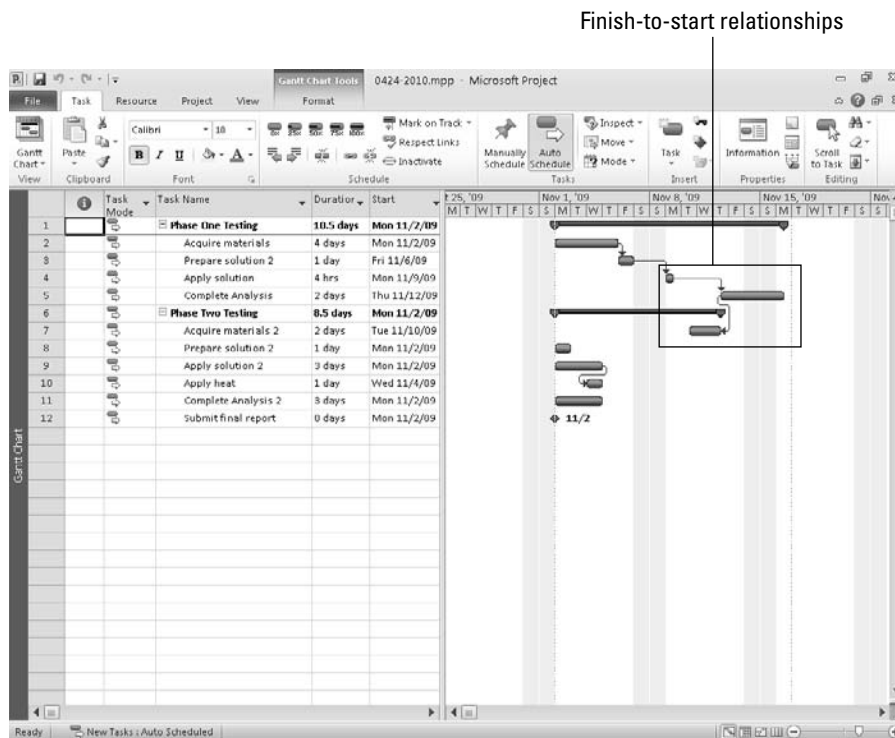 Finish-to-start relationships
Gantt Chart Tools
0424-2010.mpp - Microsoft Project
File Task Resource Project View Format
Gantt Chart
Paste
Calibri 10
B I U A
Mark on Track
Respect Links
Inactivate
Manually Schedule
Auto Schedule
Inspect
Move
Mode
Task
Information
Scroll to Task
View Clipboard Font Schedule Tasks Insert Properties Editing
Task Mode Task Name Duration Start
25, '09 Nov 1, '09 Nov 8, '09 Nov 15, '09 Nov
M T W T F S S M T W T F S S M T W T F S S M T W T F S S
1 Phase One Testing 10.5 days Mon 11/2/09
2 Acquire materials 4 days Mon 11/2/09
3 Prepare solution 2 1 day Fri 11/6/09
4 Apply solution 4 hrs Mon 11/9/09
5 Complete Analysis 2 days Thu 11/12/09
6 Phase Two Testing 8.5 days Mon 11/2/09
7 Acquire materials 2 2 days Tue 11/10/09
8 Prepare solution 2 1 day Mon 11/2/09
9 Apply solution 2 3 days Mon 11/2/09
10 Apply heat 1 day Wed 11/4/09
11 Complete Analysis 2 3 days Mon 11/2/09
12 Submit final report 0 days Mon 11/2/09
11/2
Gantt Chart
Ready New Tasks : Auto Scheduled